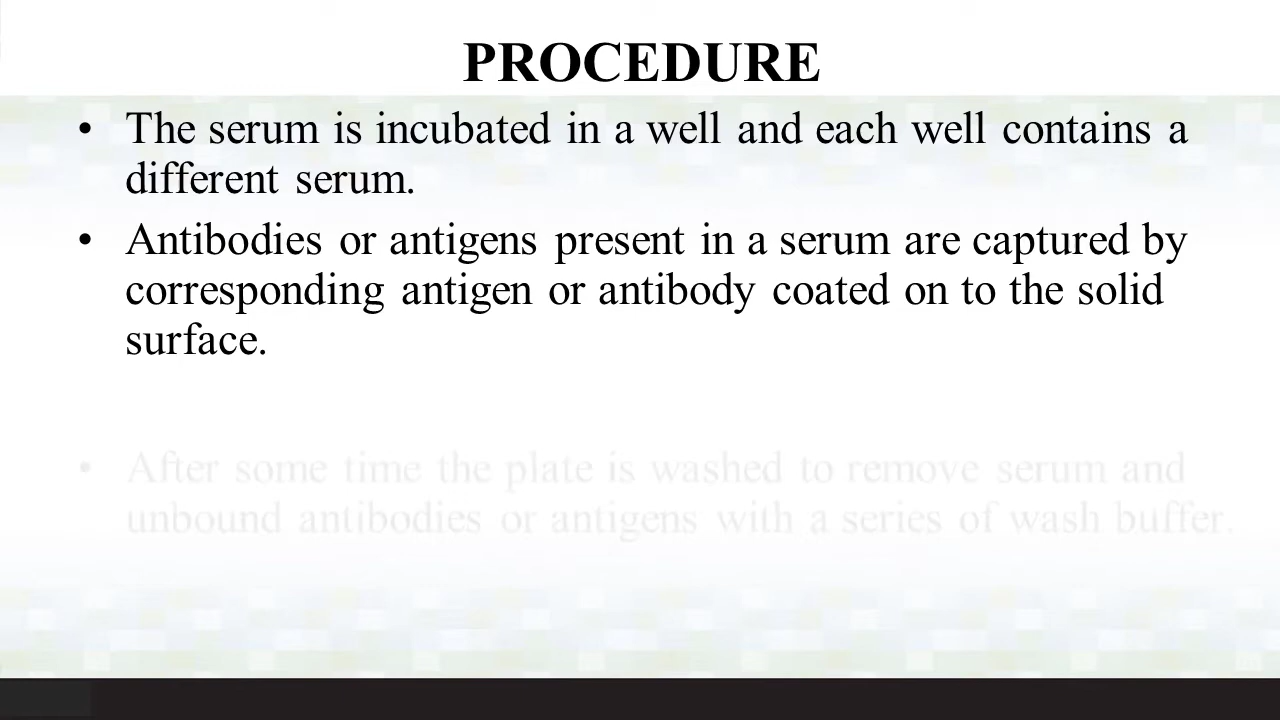 PROCEDURE
• The serum is incubated in a well and each well contains a
different serum.
• Antibodies or antigens present in a serum are captured by
corresponding antigen or antibody coated on to the solid
surface.
• After some time the plate is washed to remove serum and
unbound antibodies or antigens with a series of wash buffer.